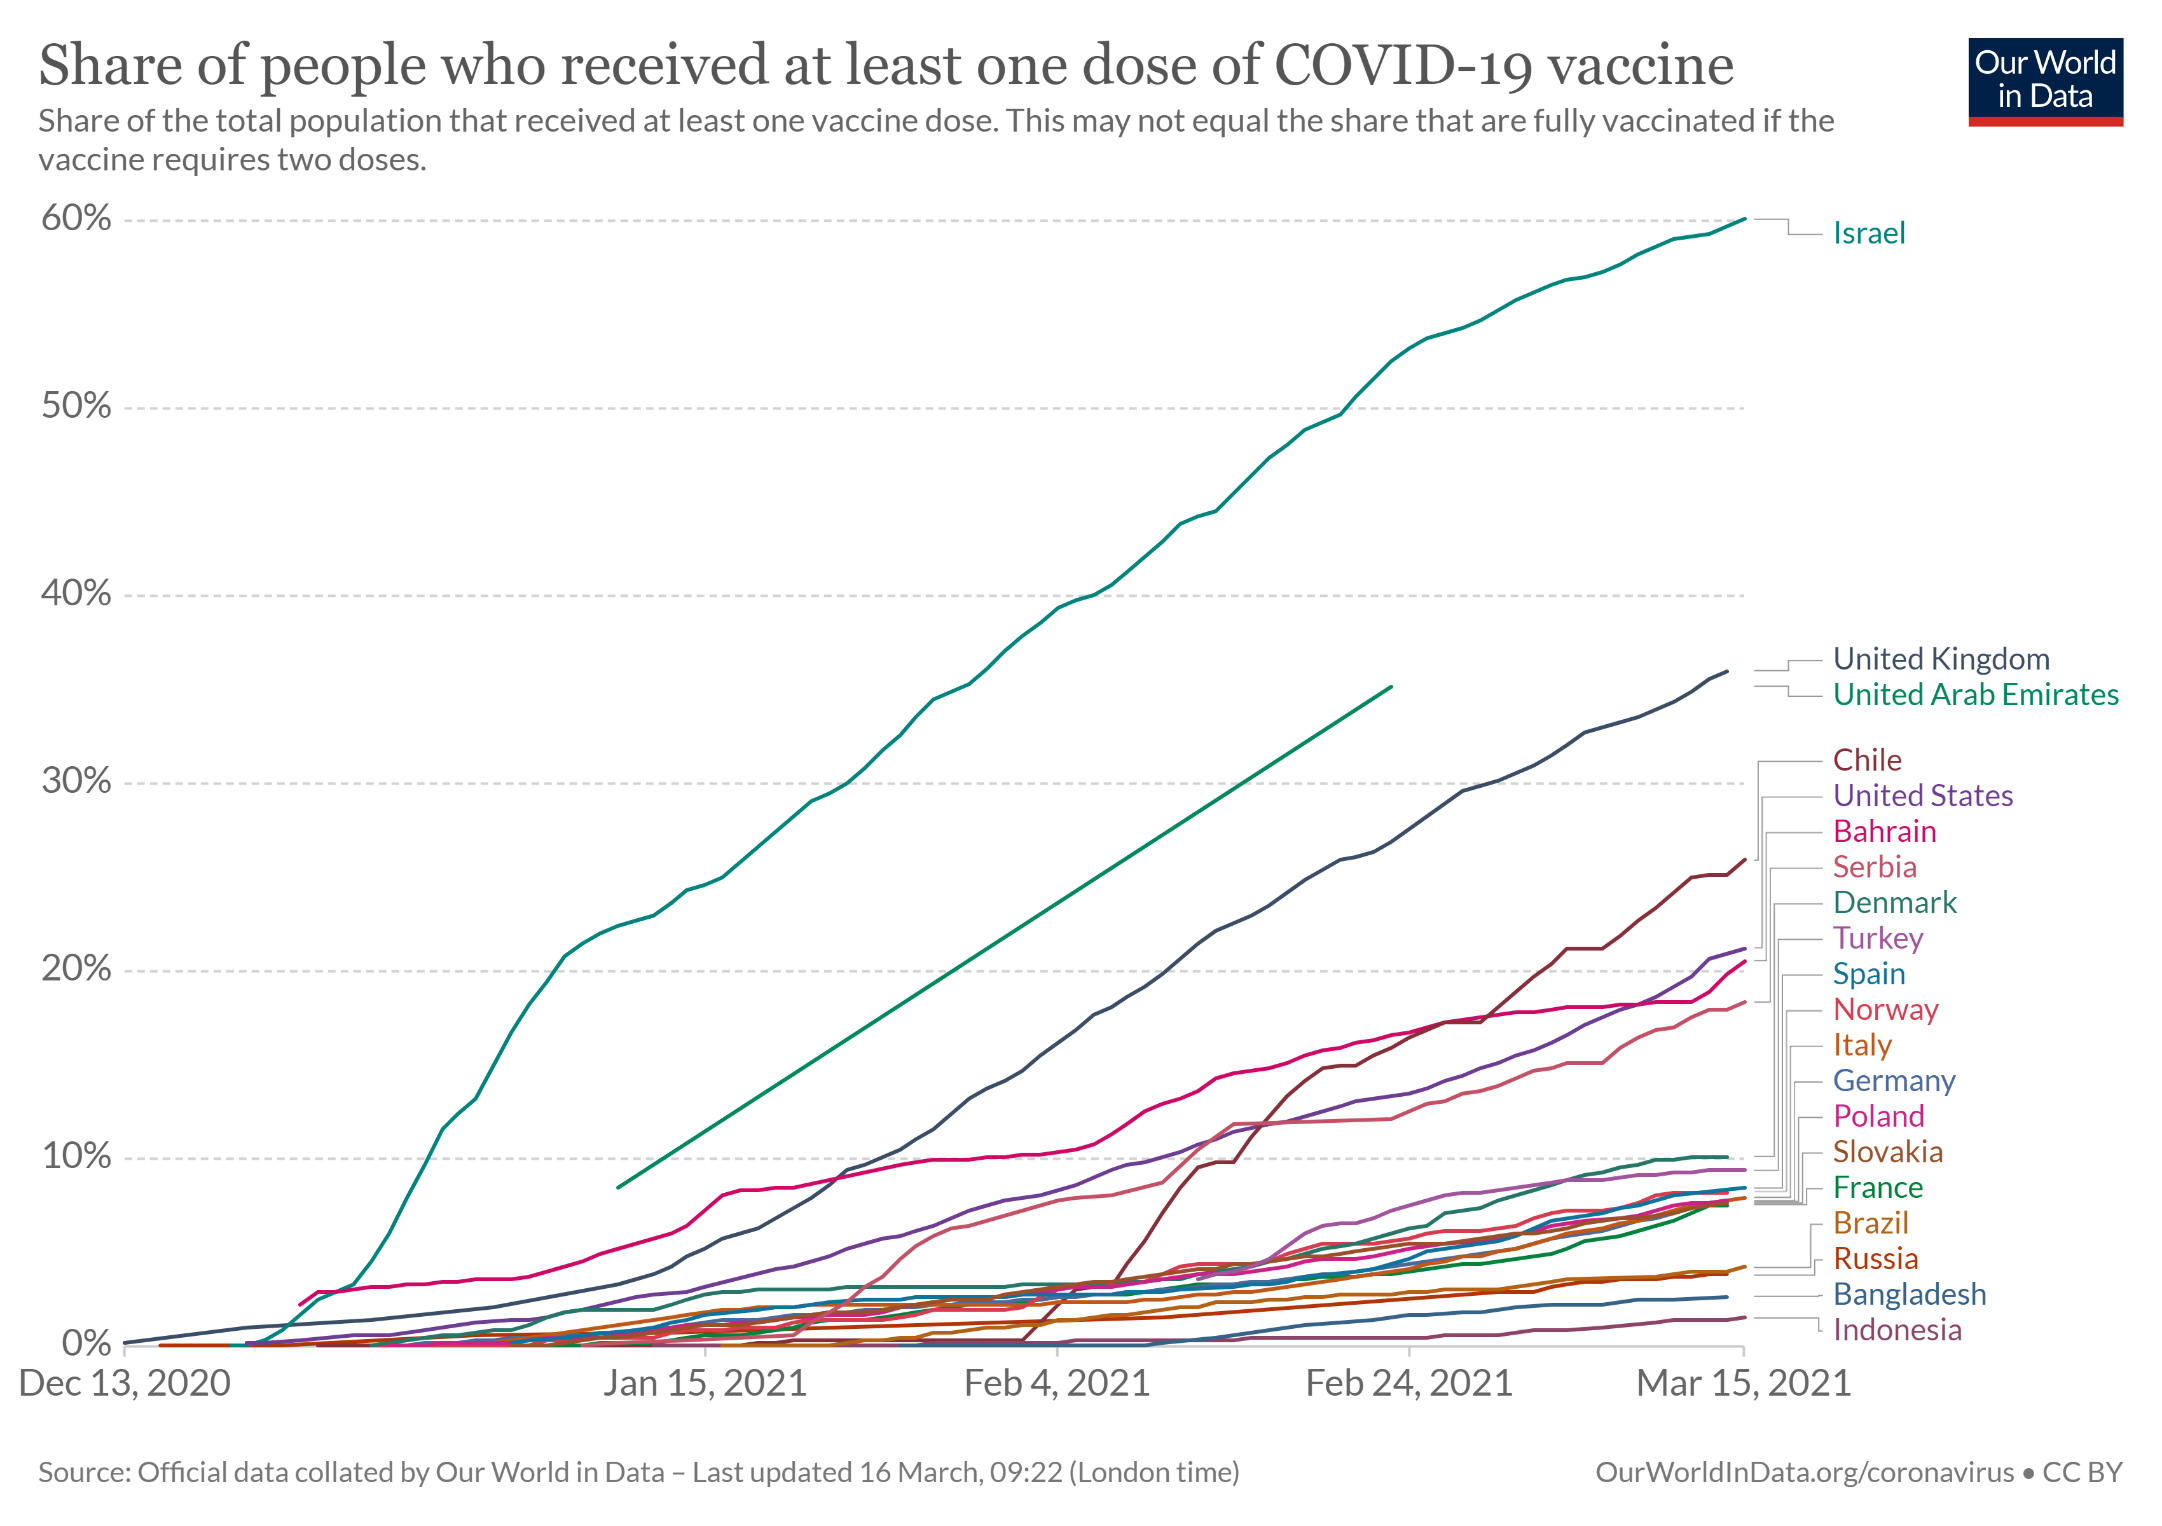 Share of people who received at least one dose of COVID-19 vaccine
Our World
in Data
Share of the total population that received at least one vaccine dose. This may not equal the share that are fully vaccinated if the
vaccine requires two doses.
60%
50%
40%
30%
20%
10%
0%
Israel
United Kingdom
United Arab Emirates
Chile
United States
Bahrain
Serbia
Denmark
Turkey
Spain
Norway
Italy
Germany
Poland
Slovakia
France
Brazil
Russia
Bangladesh
Indonesia
Dec 13, 2020
Jan 15, 2021
Feb 4, 2021
Feb 24, 2021
Mar 15, 2021
Source: Official data collated by Our World in Data – Last updated 16 March, 09:22 (London time)
OurWorldInData.org/coronavirus • CC BY